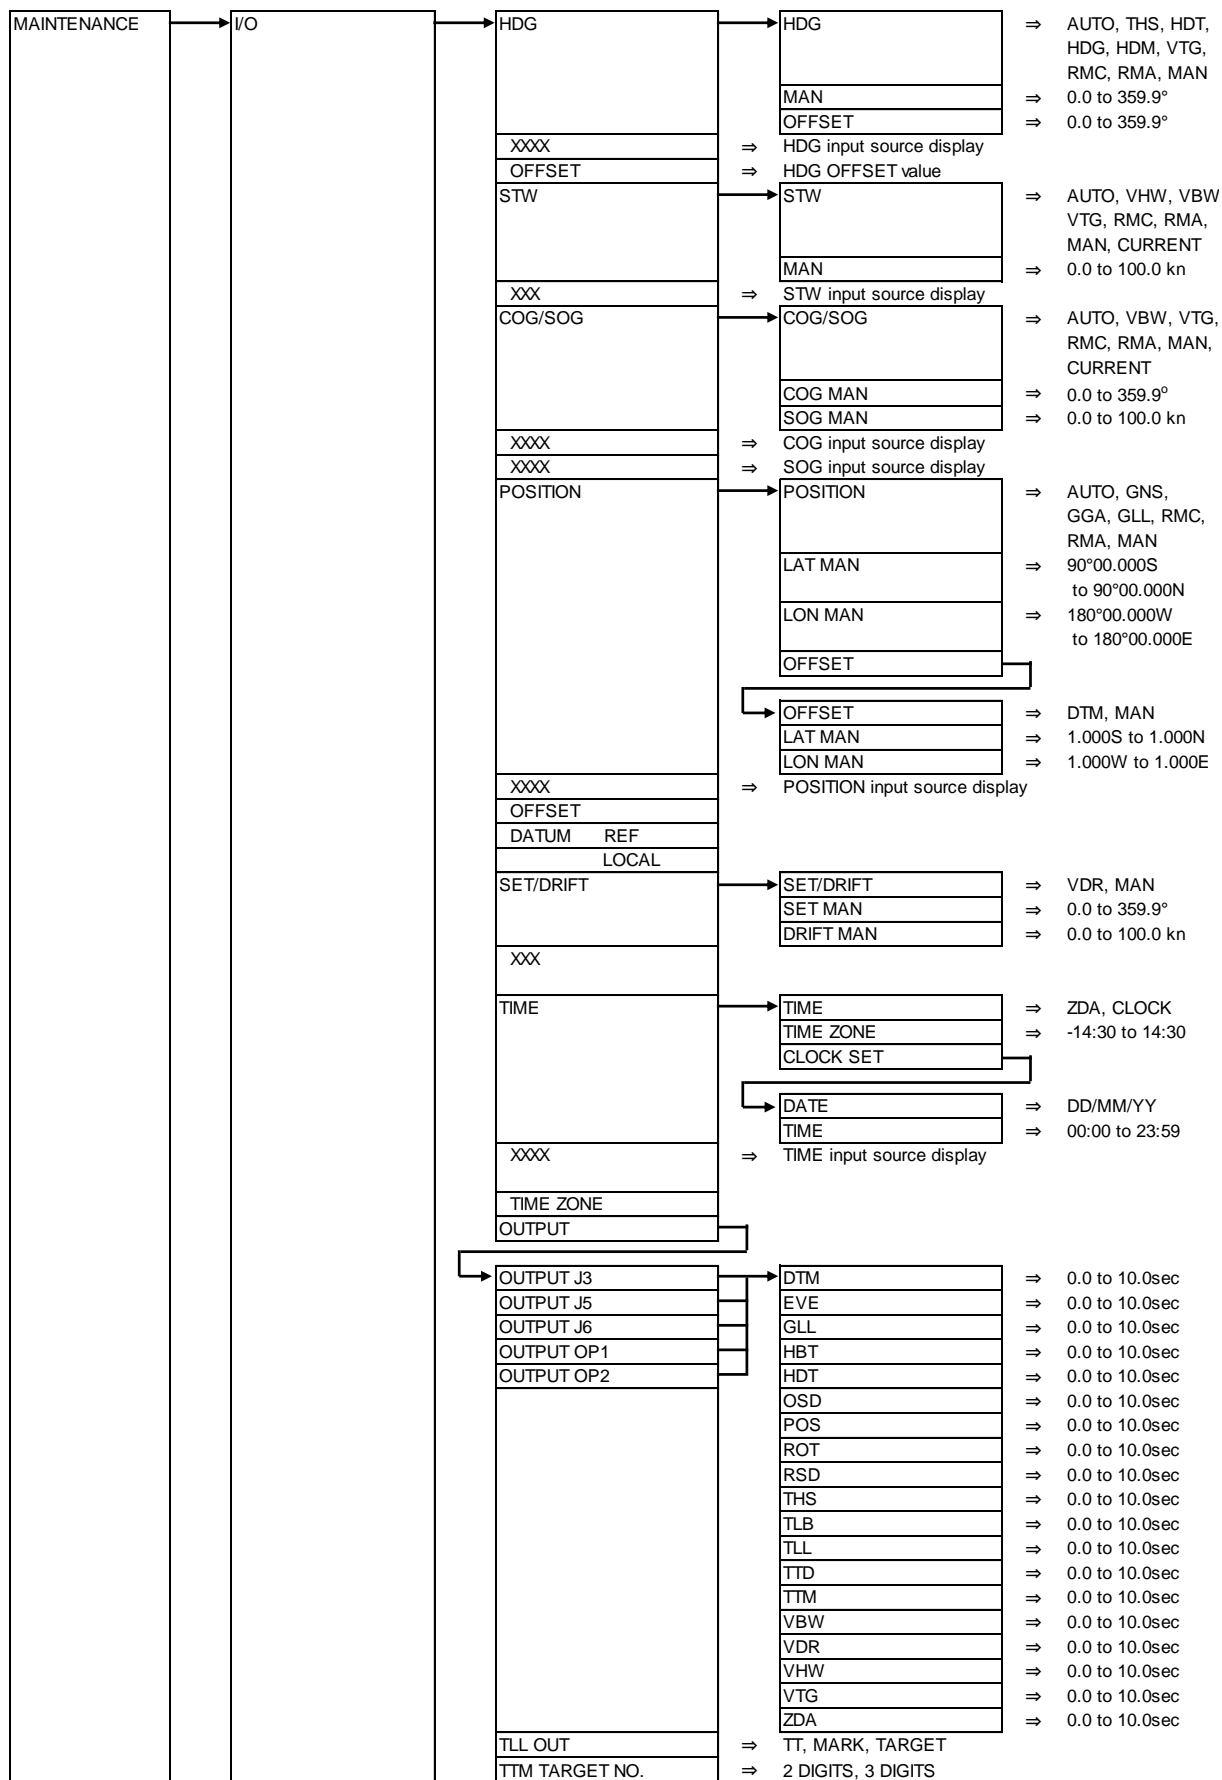 MAINTENANCE I/O HDG HDG ⇒ AUTO, THS, HDT,
HDG, HDM, VTG,
RMC, RMA, MAN
MAN ⇒ 0.0 to 359.9°
OFFSET ⇒ 0.0 to 359.9°
XXXX ⇒ HDG input source display
OFFSET ⇒ HDG OFFSET value
STW STW ⇒ AUTO, VHW, VBW
VTG, RMC, RMA,
MAN, CURRENT
MAN ⇒ 0.0 to 100.0 kn
XXX ⇒ STW input source display
COG/SOG COG/SOG ⇒ AUTO, VBW, VTG,
RMC, RMA, MAN,
CURRENT
COG MAN ⇒ 0.0 to 359.9°
SOG MAN ⇒ 0.0 to 100.0 kn
XXXX ⇒ COG input source display
XXXX ⇒ SOG input source display
POSITION POSITION ⇒ AUTO, GNS,
GGA, GLL, RMC,
RMA, MAN
LAT MAN ⇒ 90°00.000S
to 90°00.000N
LON MAN ⇒ 180°00.000W
to 180°00.000E
OFFSET
OFFSET ⇒ DTM, MAN
LAT MAN ⇒ 1.000S to 1.000N
LON MAN ⇒ 1.000W to 1.000E
XXXX ⇒ POSITION input source display
OFFSET
DATUM REF
LOCAL
SET/DRIFT SET/DRIFT ⇒ VDR, MAN
SET MAN ⇒ 0.0 to 359.9°
DRIFT MAN ⇒ 0.0 to 100.0 kn
XXX
TIME TIME ⇒ ZDA, CLOCK
TIME ZONE ⇒ -14:30 to 14:30
CLOCK SET
DATE ⇒ DD/MM/YY
TIME ⇒ 00:00 to 23:59
XXXX ⇒ TIME input source display
TIME ZONE
OUTPUT
OUTPUT J3 DTM ⇒ 0.0 to 10.0sec
OUTPUT J5 EVE ⇒ 0.0 to 10.0sec
OUTPUT J6 GLL ⇒ 0.0 to 10.0sec
OUTPUT OP1 HBT ⇒ 0.0 to 10.0sec
OUTPUT OP2 HDT ⇒ 0.0 to 10.0sec
OSD ⇒ 0.0 to 10.0sec
POS ⇒ 0.0 to 10.0sec
ROT ⇒ 0.0 to 10.0sec
RSD ⇒ 0.0 to 10.0sec
THS ⇒ 0.0 to 10.0sec
TLB ⇒ 0.0 to 10.0sec
TLL ⇒ 0.0 to 10.0sec
TTD ⇒ 0.0 to 10.0sec
TTM ⇒ 0.0 to 10.0sec
VBW ⇒ 0.0 to 10.0sec
VDR ⇒ 0.0 to 10.0sec
VHW ⇒ 0.0 to 10.0sec
VTG ⇒ 0.0 to 10.0sec
ZDA ⇒ 0.0 to 10.0sec
TLL OUT ⇒ TT, MARK, TARGET
TTM TARGET NO. ⇒ 2 DIGITS, 3 DIGITS